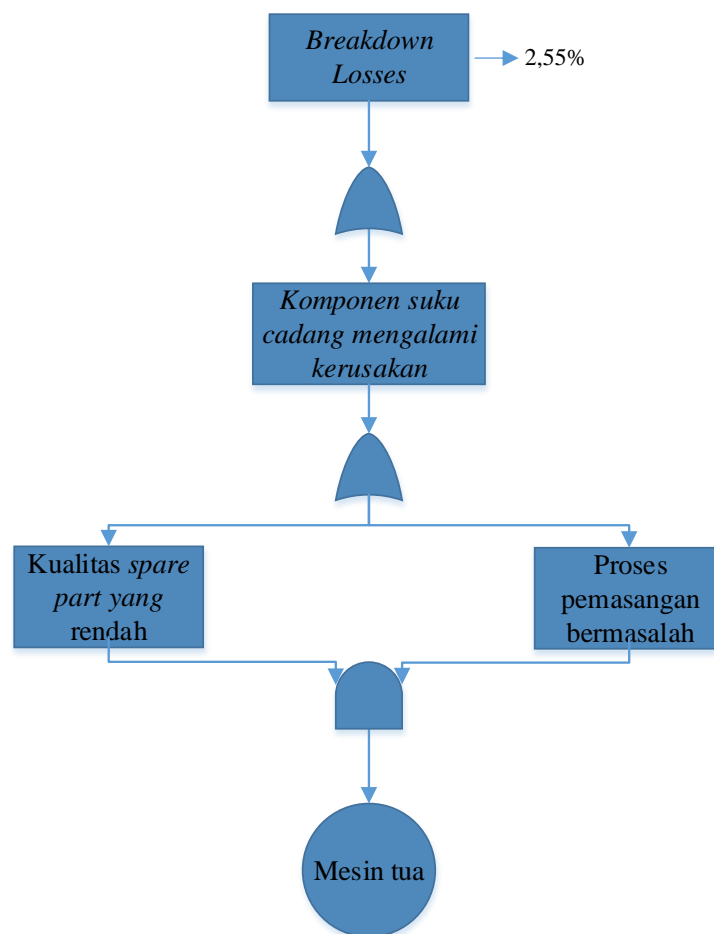 Breakdown
Losses
2,55%
Komponen suku
cadang mengalami
kerusakan
Kualitas spare
part yang
rendah
Proses
pemasangan
bermasalah
Mesin tua